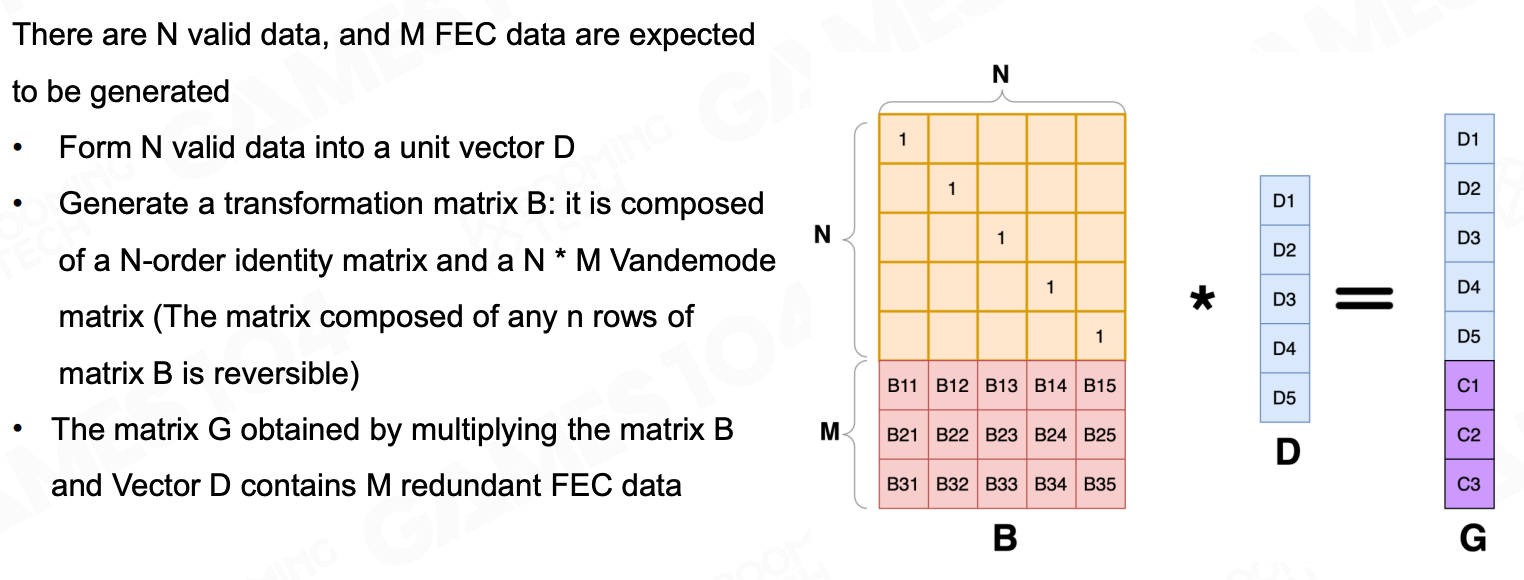 There are N valid data, and M FEC data are expected
to be generated
• Form N valid data into a unit vector D
• Generate a transformation matrix B: it is composed
of a N-order identity matrix and a N * M Vandemode
matrix (The matrix composed of any n rows of
matrix B is reversible)
• The matrix G obtained by multiplying the matrix B
and Vector D contains M redundant FEC data
N
N
M
1
1
1
1
1
B11 B12 B13 B14 B15
B21 B22 B23 B24 B25
B31 B32 B33 B34 B35
B
*
D1
D2
D3
D4
D5
D
=
D1
D2
D3
D4
D5
C1
C2
C3
G
GAMES104
BOOMING
TECH